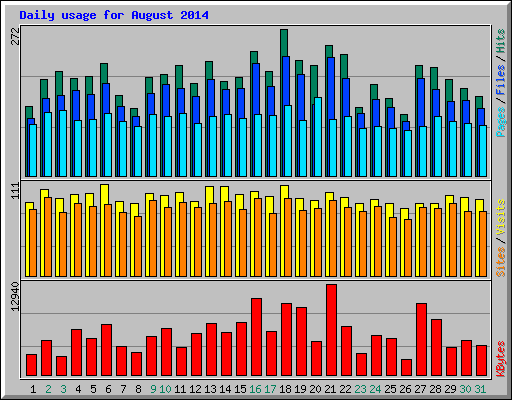 Daily usage for August 2014
272
Pages / Files / Hits
111
Sites / Visits
12940
KBytes
1 2 3 4 5 6 7 8 9 10 11 12 13 14 15 16 17 18 19 20 21 22 23 24 25 26 27 28 29 30 31